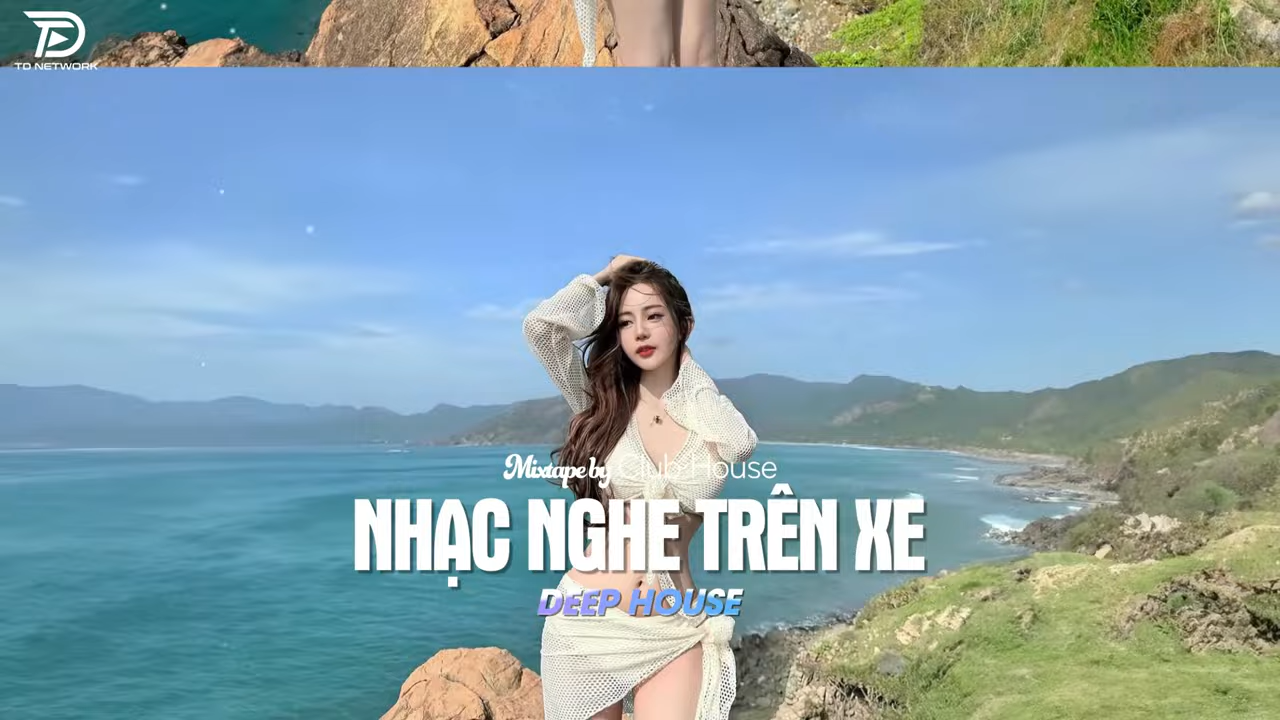 TD NETWORK
Mixtape by Club House
NHẠC NGHE TRÊN XE
DEEP HOUSE